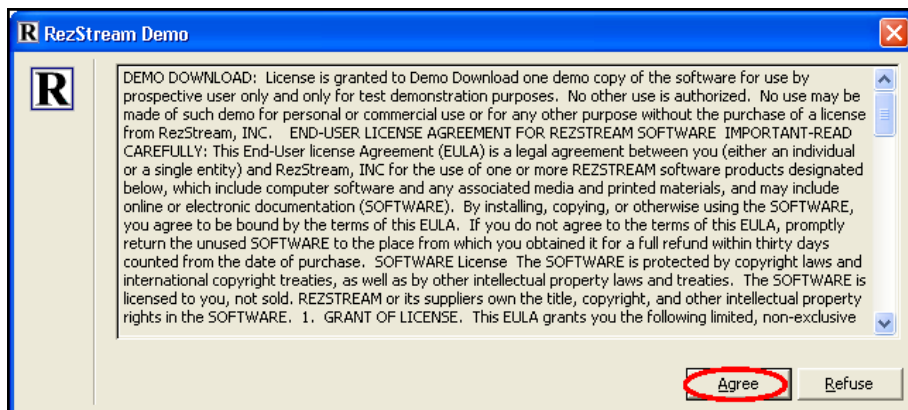 R RezStream Demo
R
DEMO DOWNLOAD: License is granted to Demo Download one demo copy of the software for use by
prospective user only and only for test demonstration purposes. No other use is authorized. No use may be
made of such demo for personal or commercial use or for any other purpose without the purchase of a license
from RezStream, INC. END-USER LICENSE AGREEMENT FOR REZSTREAM SOFTWARE IMPORTANT-READ
CAREFULLY: This End-User license Agreement (EULA) is a legal agreement between you (either an individual
or a single entity) and RezStream, INC for the use of one or more REZSTREAM software products designated
below, which include computer software and any associated media and printed materials, and may include
online or electronic documentation (SOFTWARE). By installing, copying, or otherwise using the SOFTWARE,
you agree to be bound by the terms of this EULA. If you do not agree to the terms of this EULA, promptly
return the unused SOFTWARE to the place from which you obtained it for a full refund within thirty days
counted from the date of purchase. SOFTWARE License The SOFTWARE is protected by copyright laws and
international copyright treaties, as well as by other intellectual property laws and treaties. The SOFTWARE is
licensed to you, not sold. REZSTREAM or its suppliers own the title, copyright, and other intellectual property
rights in the SOFTWARE. 1. GRANT OF LICENSE. This EULA grants you the following limited, non-exclusive
Agree Refuse